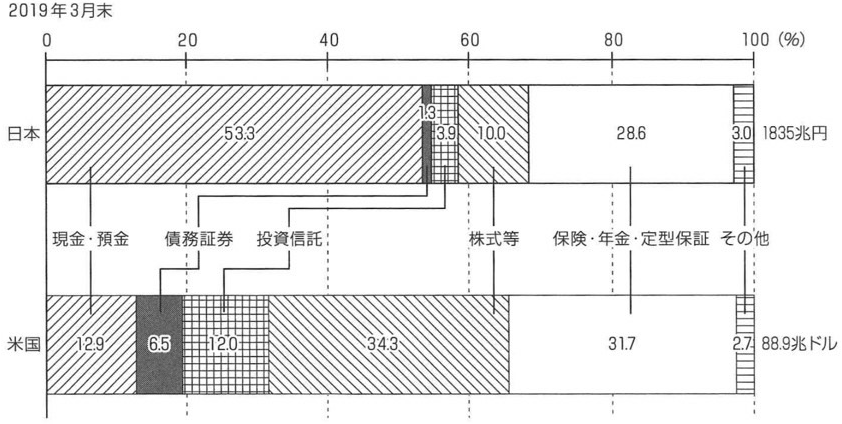 2019年3月末
0 20 40 60 80 100 (%)
日本 53.3 1.3 3.9 10.0 28.6 3.0 1835兆円
現金・預金 債務証券 投資信託 株式等 保険・年金・定型保証 その他
米国 12.9 6.5 12.0 34.3 31.7 2.7 88.9兆ドル